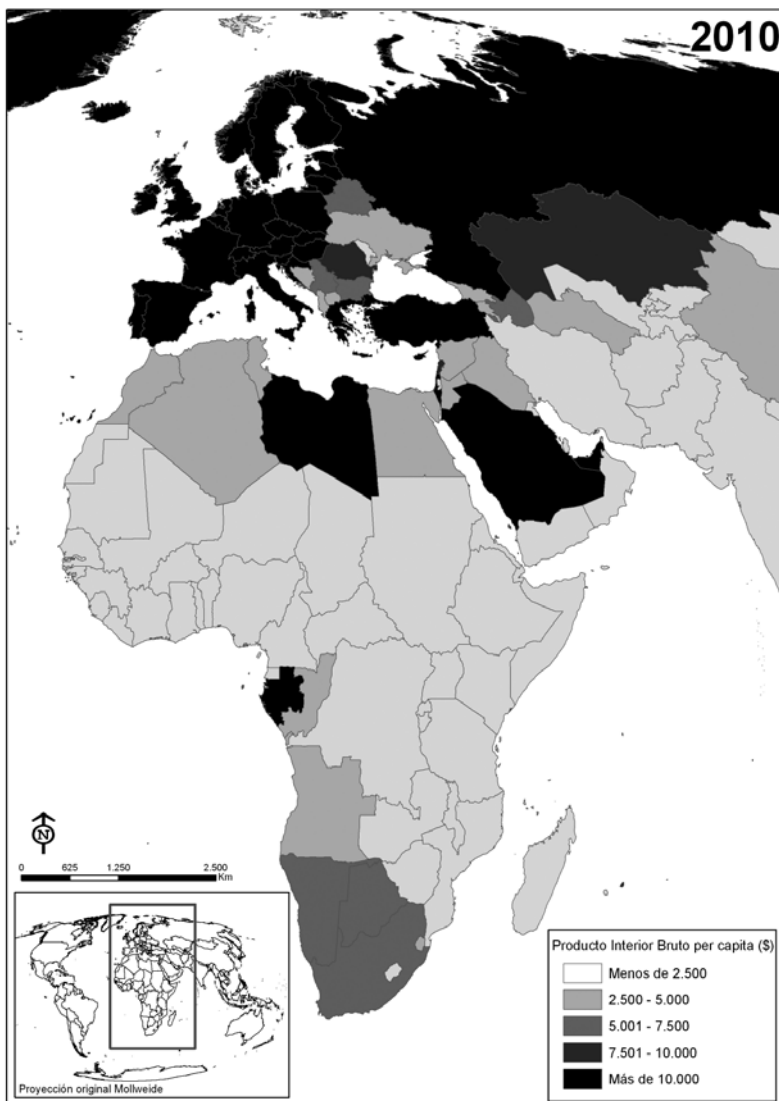 2010
N
0 625 1.250 2.500
Km
Proyección original Mollweide
Producto Interior Bruto per capita ($)
Menos de 2.500
2.500 - 5.000
5.001 - 7.500
7.501 - 10.000
Más de 10.000